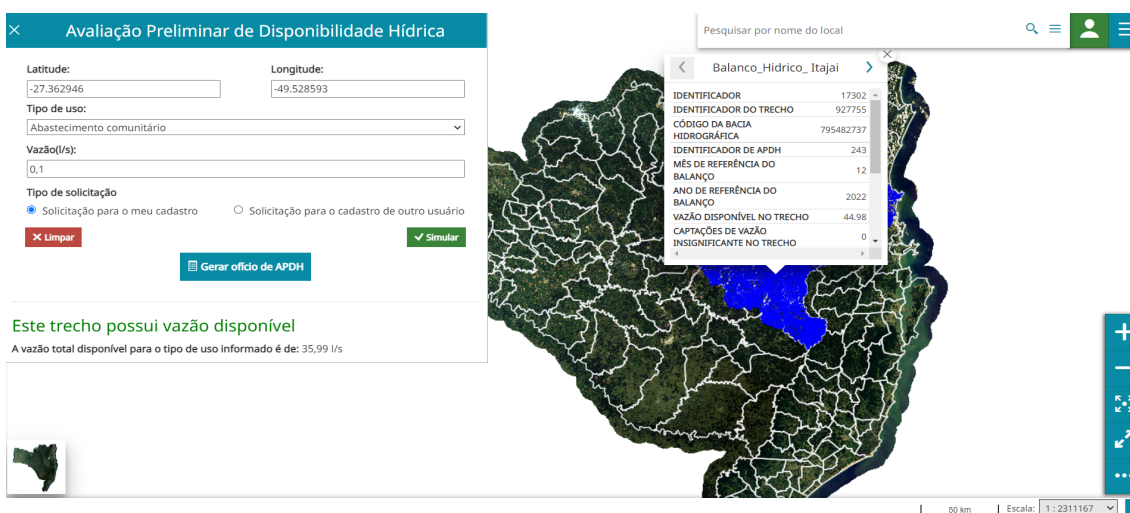 Avaliação Preliminar de Disponibilidade Hídrica
Latitude:
Longitude:
-27.362946
-49.528593
Tipo de uso:
Abastecimento comunitário
Vazão(l/s):
0,1
Tipo de solicitação
Solicitação para o meu cadastro
Solicitação para o cadastro de outro usuário
Limpar
Simular
Gerar ofício de APDH
Este trecho possui vazão disponível
A vazão total disponível para o tipo de uso informado é de: 35,99 l/s
Pesquisar por nome do local
Balanco_Hidrico_ Itajai
IDENTIFICADOR 17302
IDENTIFICADOR DO TRECHO 927755
CÓDIGO DA BACIA
HIDROGRÁFICA 795482737
IDENTIFICADOR DE APDH 243
MÊS DE REFERÊNCIA DO
BALANÇO 12
ANO DE REFERÊNCIA DO
BALANÇO 2022
VAZÃO DISPONÍVEL NO TRECHO 44.98
CAPTAÇÕES DE VAZÃO
INSIGNIFICANTE NO TRECHO 0
50 km
Escala: 1 : 2311167